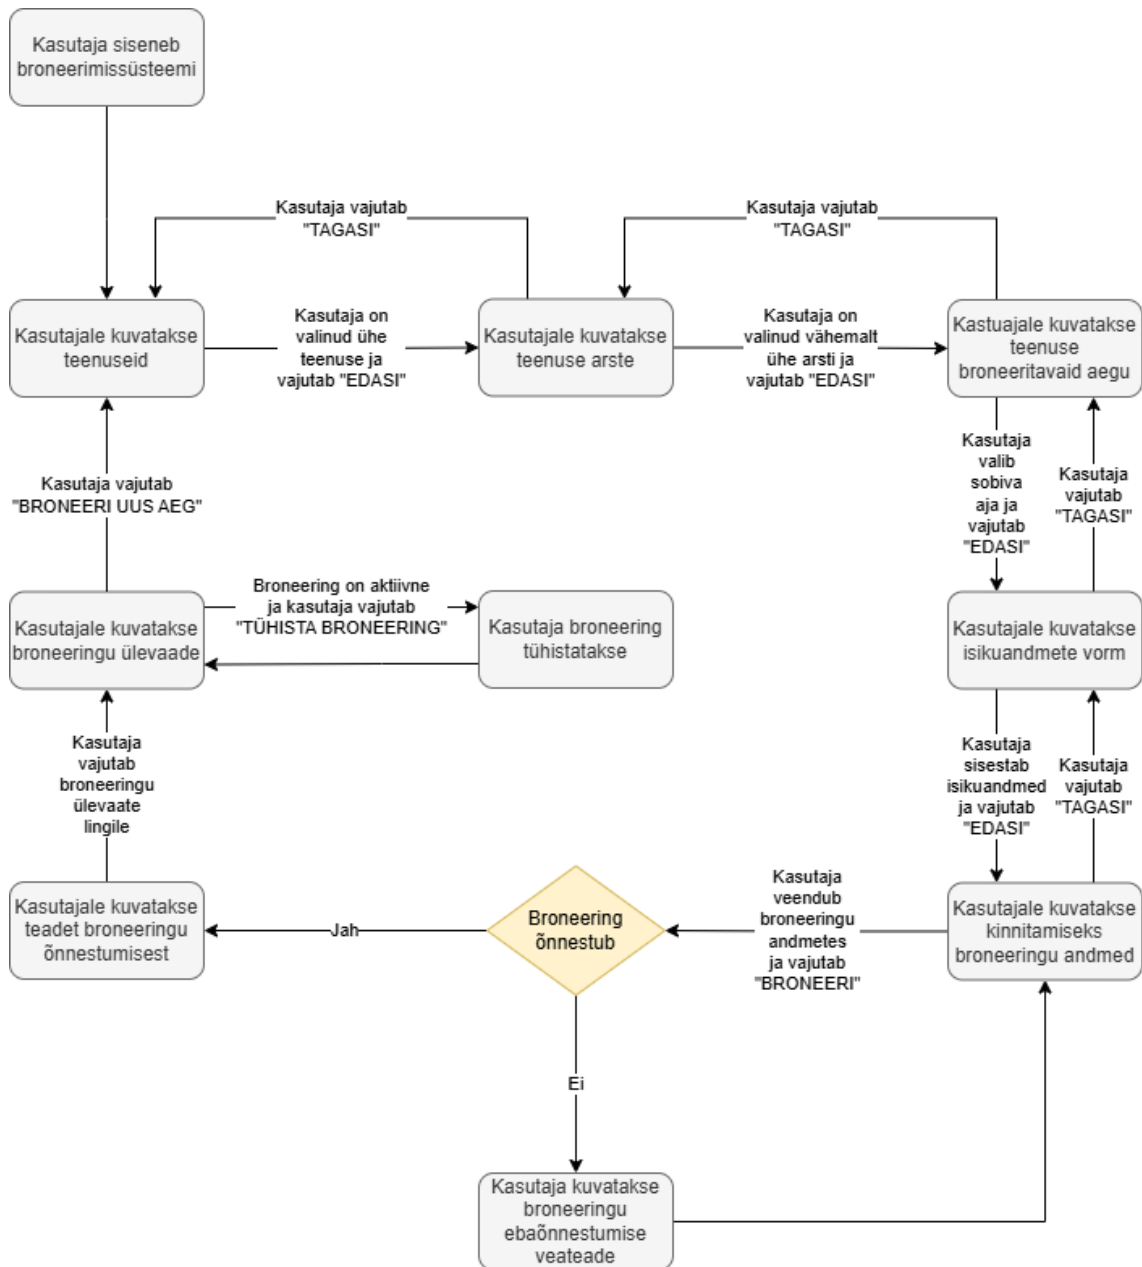 Kasutaja siseneb
broneerimissüsteemi
Kasutaja vajutab
"TAGASI"
Kasutaja vajutab
"TAGASI"
Kasutajale kuvatakse
teenuseid
Kasutaja on
valinud ühe
teenuse ja
vajutab "EDASI"
Kasutajale kuvatakse
teenuse arste
Kasutaja on
valinud vähemalt
ühe arsti ja
vajutab "EDASI"
Kastuajale kuvatakse
teenuse
broneeritavaid aegu
Kasutaja vajutab
"BRONEERI UUS AEG"
Kasutaja
valib
sobiva
aja ja
vajutab
"EDASI"
Kasutaja
vajutab
"TAGASI"
Kasutajale kuvatakse
broneeringu ülevaade
Broneering on aktiivne
ja kasutaja vajutab
"TÜHISTA BRONEERING"
Kasutaja broneering
tühistatakse
Kasutajale kuvatakse
isikuandmete vorm
Kasutaja
vajutab
broneeringu
ülevaate
lingile
Kasutaja
sisestab
isikuandmed
ja vajutab
"EDASI"
Kasutaja
vajutab
"TAGASI"
Kasutajale kuvatakse
teadet broneeringu
õnnestumisest
Jah
Broneering
õnnestub
Kasutaja
veendub
broneeringu
andmetes
ja vajutab
"BRONEERI"
Kasutajale kuvatakse
kinnitamiseks
broneeringu andmed
Ei
Kasutaja kuvatakse
broneeringu
ebaõnnestumise
veateade